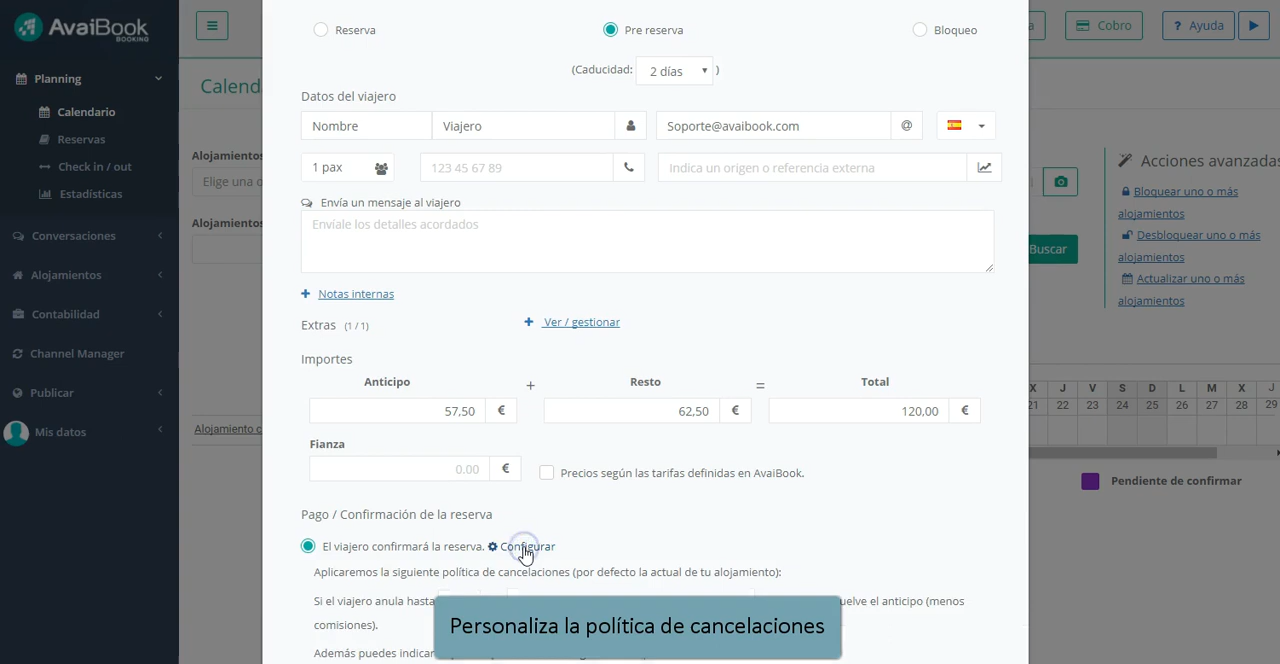 AvaiBook
BOOKING
Planning
Calendario
Reservas
Check in / out
Estadísticas
Conversaciones
Alojamientos
Contabilidad
Channel Manager
Publicar
Mis datos
Calend
Alojamientos
Elige una o
Alojamientos
Alojamiento c
Reserva
Pre reserva
Bloqueo
(Caducidad: 2 días )
Datos del viajero
Nombre Viajero Soporte@avaibook.com @
1 pax 123 45 67 89 Indica un origen o referencia externa
Envía un mensaje al viajero
Envíale los detalles acordados
+ Notas internas
Extras (1 / 1) + Ver / gestionar
Importes
Anticipo + Resto = Total
57,50 € 62,50 € 120,00 €
Fianza
0.00 € Precios según las tarifas definidas en AvaiBook.
Pago / Confirmación de la reserva
El viajero confirmará la reserva. Configurar
Aplicaremos la siguiente política de cancelaciones (por defecto la actual de tu alojamiento):
Si el viajero anula hasta uelve el anticipo (menos
comisiones).
Además puedes indicar
Personaliza la política de cancelaciones
a Cobro ? Ayuda
Acciones avanzadas
Bloquear uno o más
alojamientos
Desbloquear uno o más
alojamientos
Actualizar uno o más
alojamientos
Buscar
X J V S D L M X J
21 22 23 24 25 26 27 28 29
Pendiente de confirmar